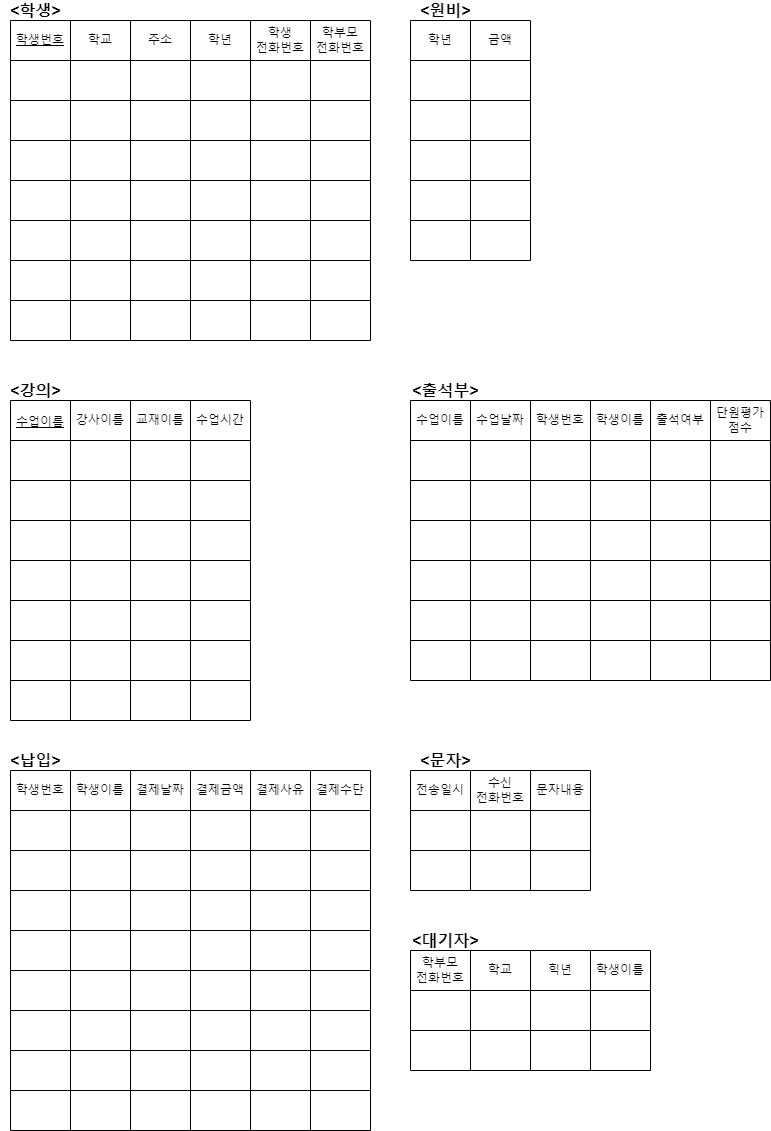 <학생>
학생번호 학교 주소 학년 학생 전화번호 학부모 전화번호
<원비>
학년 금액
<강의>
수업이름 강사이름 교재이름 수업시간
<출석부>
수업이름 수업날짜 학생번호 학생이름 출석여부 단원평가 점수
<납입>
학생번호 학생이름 결제날짜 결제금액 결제사유 결제수단
<문자>
전송일시 수신 전화번호 문자내용
<대기자>
학부모 전화번호 학교 힉년 학생이름